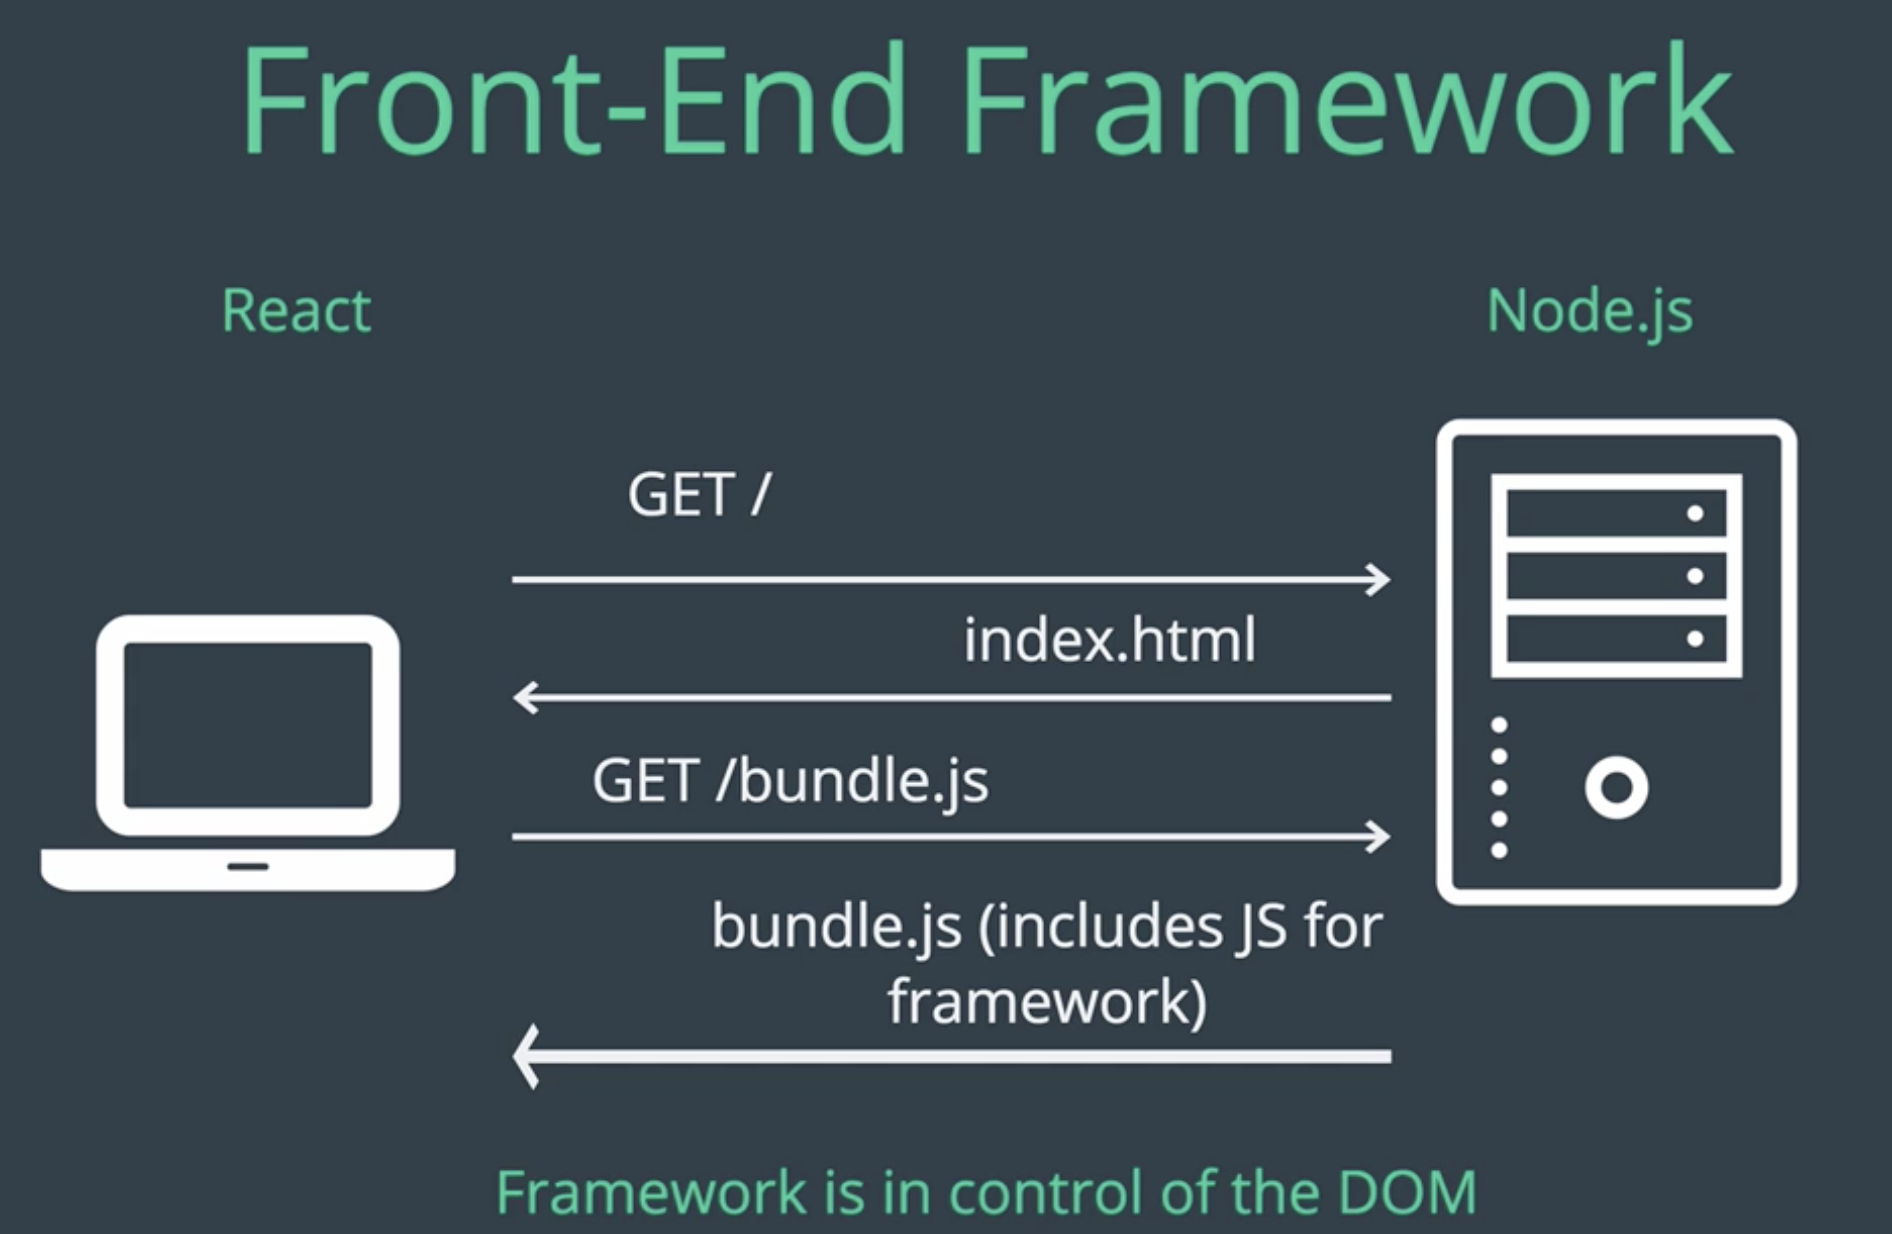 Front-End Framework
React
Node.js
GET /
index.html
GET /bundle.js
bundle.js (includes JS for
framework)
Framework is in control of the DOM